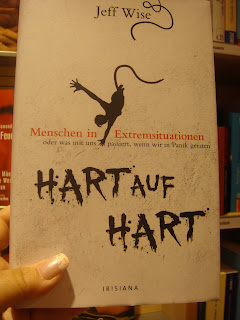 Jeff Wise
Menschen in Extremsituationen
oder was mit uns passiert, wenn wir in Panik geraten
HART AUF
HART
IRISIANA